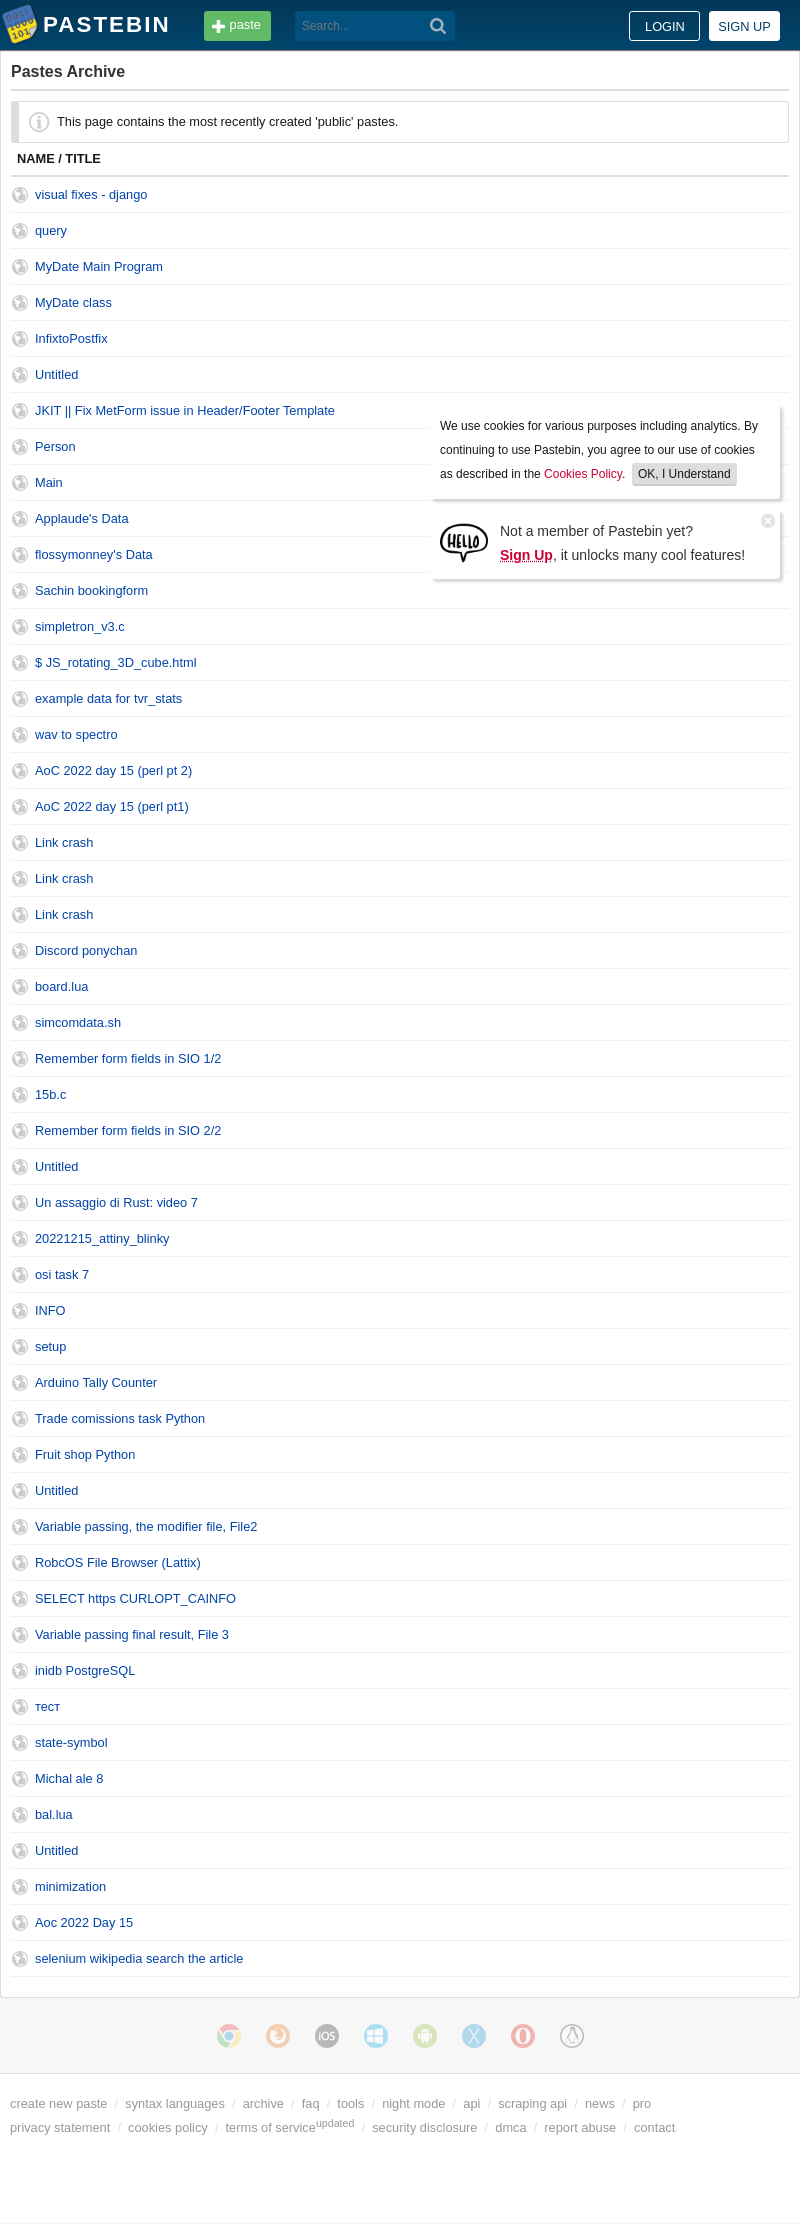 PASTEBIN
paste
Search...
LOGIN
SIGN UP
Pastes Archive
This page contains the most recently created 'public' pastes.
NAME / TITLE
visual fixes - django
query
MyDate Main Program
MyDate class
InfixtoPostfix
Untitled
JKIT || Fix MetForm issue in Header/Footer Template
Person
Main
Applaude's Data
flossymonney's Data
We use cookies for various purposes including analytics. By
continuing to use Pastebin, you agree to our use of cookies
as described in the Cookies Policy. OK, I Understand
HELLO
Not a member of Pastebin yet?
Sign Up, it unlocks many cool features!
Sachin bookingform
simpletron_v3.c
$ JS_rotating_3D_cube.html
example data for tvr_stats
wav to spectro
AoC 2022 day 15 (perl pt 2)
AoC 2022 day 15 (perl pt1)
Link crash
Link crash
Link crash
Discord ponychan
board.lua
simcomdata.sh
Remember form fields in SIO 1/2
15b.c
Remember form fields in SIO 2/2
Untitled
Un assaggio di Rust: video 7
20221215_attiny_blinky
osi task 7
INFO
setup
Arduino Tally Counter
Trade comissions task Python
Fruit shop Python
Untitled
Variable passing, the modifier file, File2
RobcOS File Browser (Lattix)
SELECT https CURLOPT_CAINFO
Variable passing final result, File 3
inidb PostgreSQL
тест
state-symbol
Michal ale 8
bal.lua
Untitled
minimization
Aoc 2022 Day 15
selenium wikipedia search the article
iOS
create new paste / syntax languages / archive / faq / tools / night mode / api / scraping api / news / pro
privacy statement / cookies policy / terms of service updated / security disclosure / dmca / report abuse / contact